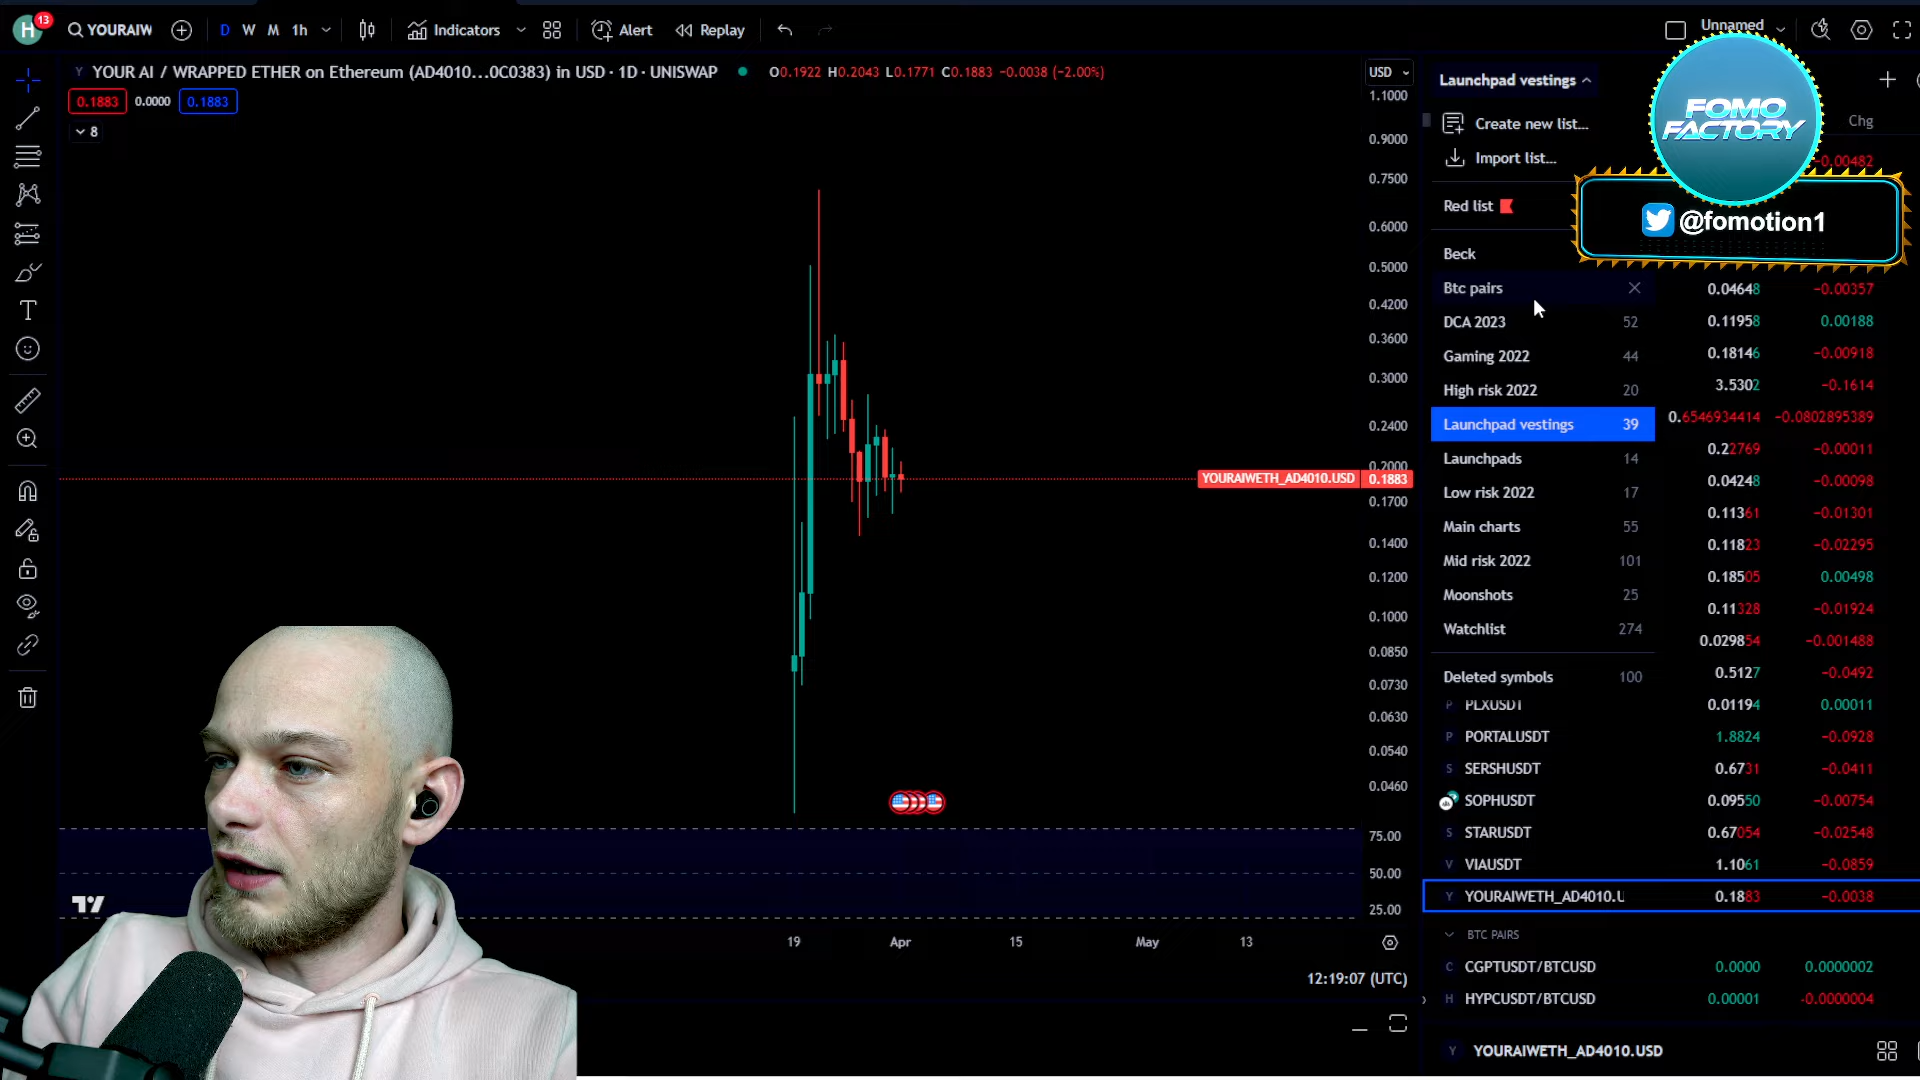 H 13 YOURAIW D W M 1h Indicators Alert Replay Unnamed
Y YOUR AI / WRAPPED ETHER on Ethereum (AD4010...0C0383) in USD · 1D · UNISWAP O0.1922 H0.2043 L0.1771 C0.1883 -0.0038 (-2.00%)
0.1883 0.0000 0.1883
8
USD
1.1000
0.9000
0.7500
0.6000
0.5000
0.4200
0.3600
0.3000
0.2400
0.2000
YOURAIWETH_AD4010.USD 0.1883
0.1700
0.1400
0.1200
0.1000
0.0850
0.0730
0.0630
0.0540
0.0460
75.00
50.00
25.00
19 Apr 15 May 13
12:19:07 (UTC)
Launchpad vestings
Create new list...
Import list...
Red list
Beck
Btc pairs
DCA 2023 52
Gaming 2022 44
High risk 2022 20
Launchpad vestings 39
Launchpads 14
Low risk 2022 17
Main charts 55
Mid risk 2022 101
Moonshots 25
Watchlist 274
Deleted symbols 100
FOMO
FACTORY
@fomotion1
Chg
-0.00482
0.04648 -0.00357
0.11958 0.00188
0.18146 -0.00918
3.5302 -0.1614
0.6546934414 -0.0802895389
0.22769 -0.00011
0.04248 -0.00098
0.11361 -0.01301
0.11823 -0.02295
0.18505 0.00498
0.11328 -0.01924
0.029854 -0.001488
0.5127 -0.0492
P PLXUSDT 0.01194 0.00011
P PORTALUSDT 1.8824 -0.0928
S SERSHUSDT 0.6731 -0.0411
SOPHUSDT 0.09550 -0.00754
S STARUSDT 0.67054 -0.02548
V VIAUSDT 1.1061 -0.0859
Y YOURAIWETH_AD4010.U 0.1883 -0.0038
BTC PAIRS
C CGPTUSDT/BTCUSD 0.0000 0.0000002
H HYPCUSDT/BTCUSD 0.00001 -0.0000004
Y YOURAIWETH_AD4010.USD